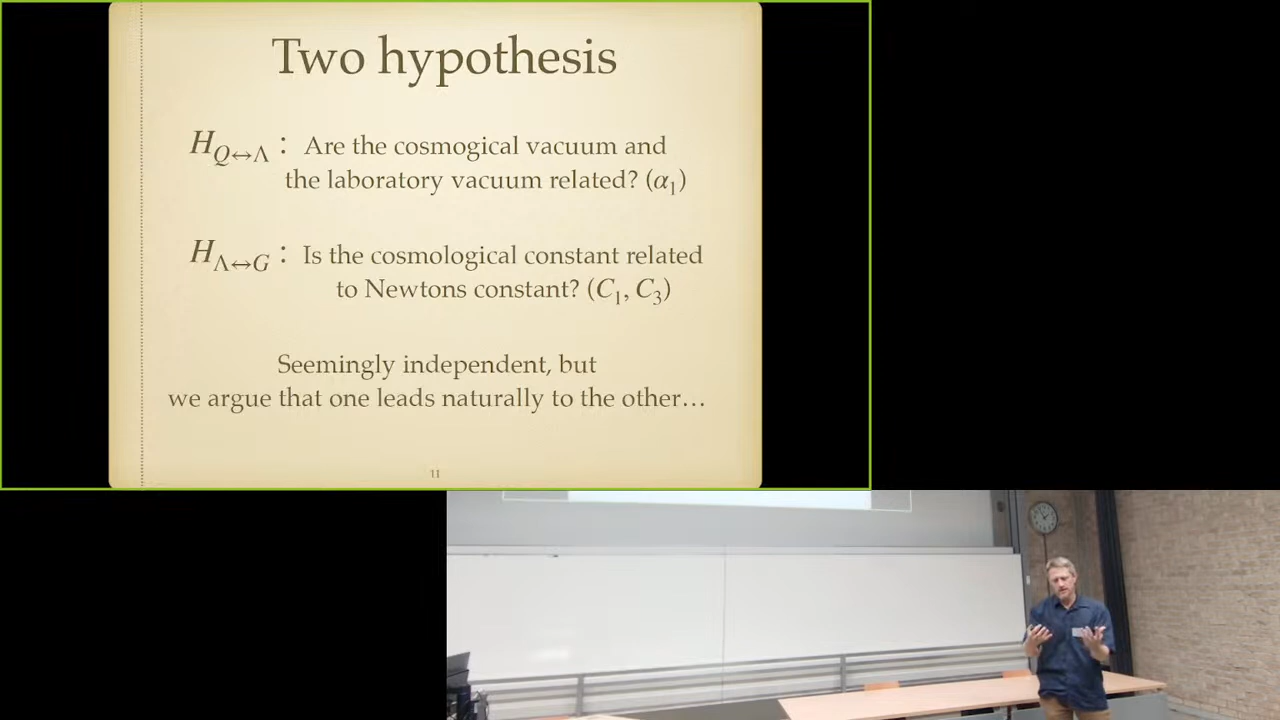 Two hypothesis
H_{Q↔Λ} : Are the cosmogical vacuum and
the laboratory vacuum related? (α₁)
H_{Λ↔G} : Is the cosmological constant related
to Newtons constant? (C₁, C₃)
Seemingly independent, but
we argue that one leads naturally to the other…
11